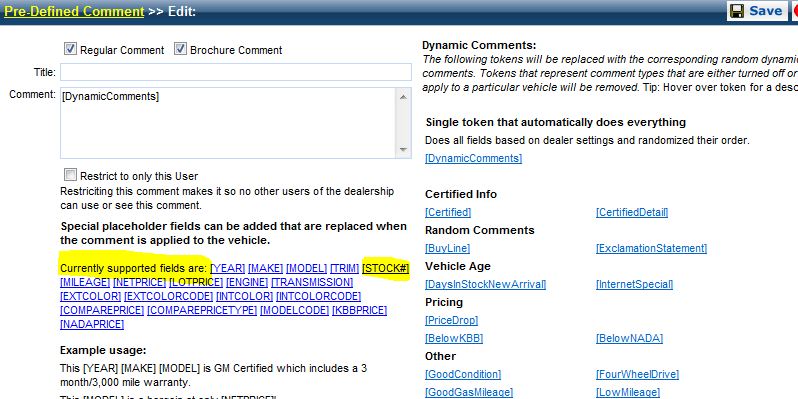 Pre-Defined Comment >> Edit:
Save
Regular Comment Brochure Comment
Title:
Comment:
[DynamicComments]
Restrict to only this User
Restriciting this comment makes it so no other users of the dealership
can use or see this comment.
Special placeholder fields can be added that are replaced when
the comment is applied to the vehicle.
Currently supported fields are: [YEAR] [MAKE] [MODEL] [TRIM] [STOCK#]
[MILEAGE] [NETPRICE] [LOTPRICE] [ENGINE] [TRANSMISSION]
[EXTCOLOR] [EXTCOLORCODE] [INTCOLOR] [INTCOLORCODE]
[COMPAREPRICE] [COMPAREPRICETYPE] [MODELCODE] [KBBPRICE]
[NADAPRICE]
Example usage:
This [YEAR] [MAKE] [MODEL] is GM Certified which includes a 3
month/3,000 mile warranty.
This [MODEL] is a bargain at only [NETPRICE]!
Dynamic Comments:
The following tokens will be replaced with the corresponding random dynamic
comments. Tokens that represent comment types that are either turned off or
apply to a particular vehicle will be removed. Tip: Hover over token for a desc
Single token that automatically does everything
Does all fields based on dealer settings and randomized their order.
[DynamicComments]
Certified Info
[Certified] [CertifiedDetail]
Random Comments
[BuyLine] [ExclamationStatement]
Vehicle Age
[DaysInStockNewArrival] [InternetSpecial]
Pricing
[PriceDrop]
[BelowKBB] [BelowNADA]
Other
[GoodCondition] [FourWheelDrive]
[GoodGasMileage] [LowMileage]